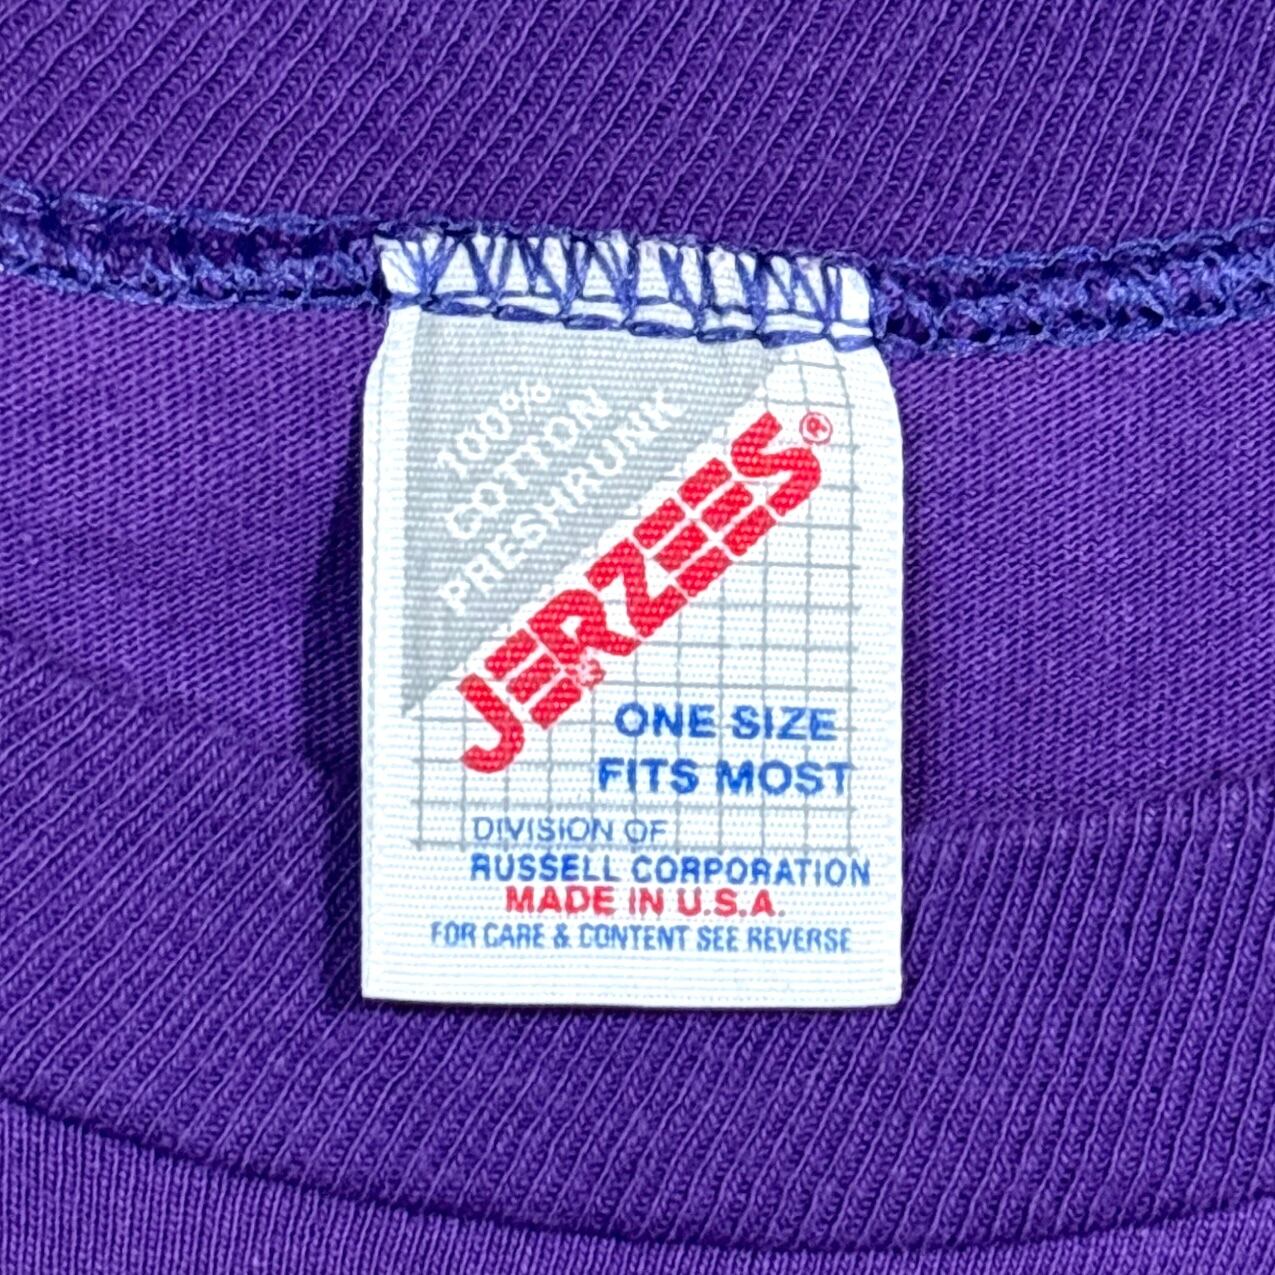 100%
COTTON
PRESHRUNK
JERZEES®
ONE SIZE
FITS MOST
DIVISION OF
RUSSELL CORPORATION
MADE IN U.S.A.
FOR CARE & CONTENT SEE REVERSE